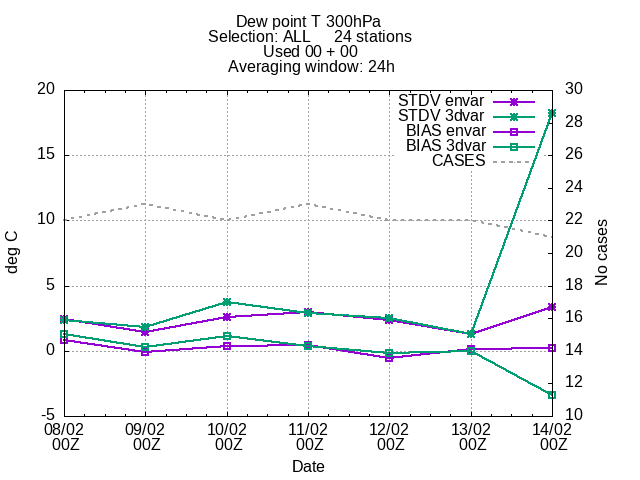 Dew point T 300hPa
Selection: ALL 24 stations
Used 00 + 00
Averaging window: 24h
20
15
10
5
0
-5
deg C
30
28
26
24
22
20
18
16
14
12
10
No cases
STDV envar
STDV 3dvar
BIAS envar
BIAS 3dvar
CASES
08/02 09/02 10/02 11/02 12/02 13/02 14/02
00Z 00Z 00Z 00Z 00Z 00Z 00Z
Date